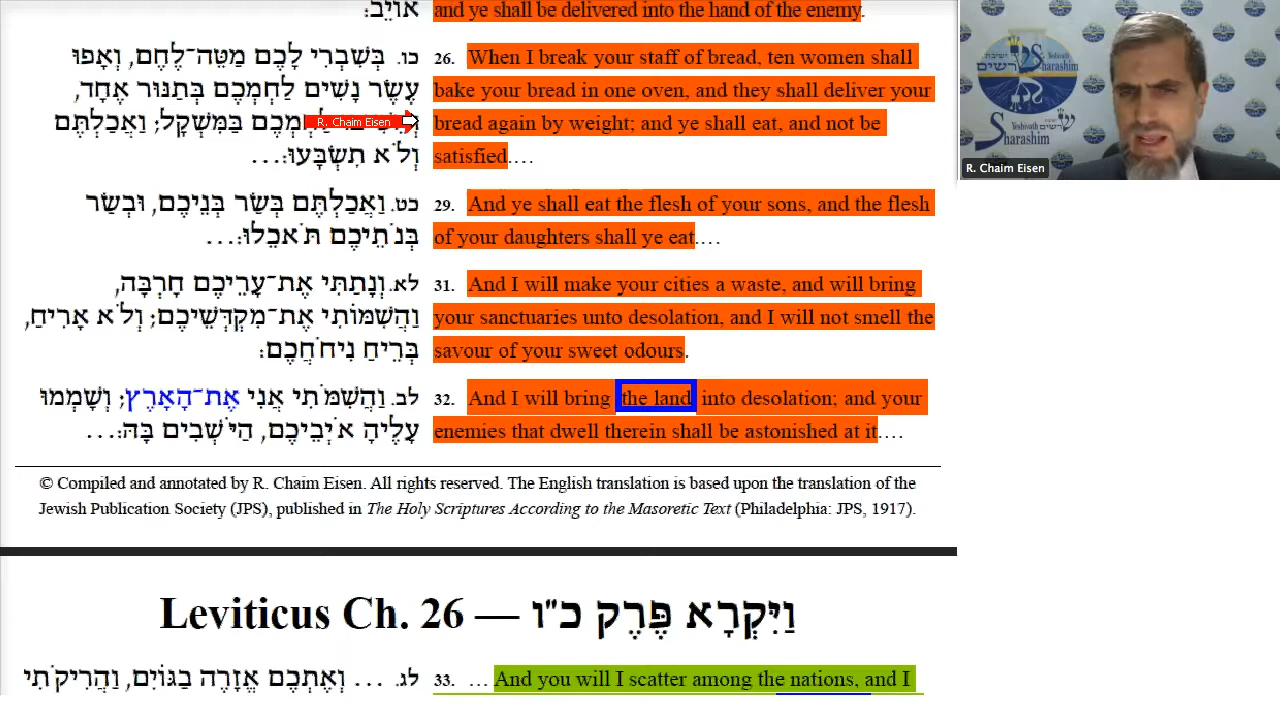 אוֹיֵב׃
and ye shall be delivered into the hand of the enemy.
כו. בְּשִׁבְרִי לָכֶם מַטֵּה־לֶחֶם, וְאָפוּ
עֶשֶׂר נָשִׁים לַחְמְכֶם בְּתַנּוּר אֶחָד,
בַּמִּשְׁקָל; וַאֲכַלְתֶּם
וְלֹא תִשְׂבָּעוּ׃...
26. When I break your staff of bread, ten women shall
bake your bread in one oven, and they shall deliver your
bread again by weight; and ye shall eat, and not be
satisfied....
R. Chaim Eisen
כט. וַאֲכַלְתֶּם בְּשַׂר בְּנֵיכֶם, וּבְשַׂר
בְּנֹתֵיכֶם תֹּאכֵלוּ׃...
29. And ye shall eat the flesh of your sons, and the flesh
of your daughters shall ye eat....
לא. וְנָתַתִּי אֶת־עָרֵיכֶם חָרְבָּה,
וַהֲשִׁמּוֹתִי אֶת־מִקְדְּשֵׁיכֶם; וְלֹא אָרִיחַ,
בְּרֵיחַ נִיחֹחֲכֶם׃
31. And I will make your cities a waste, and will bring
your sanctuaries unto desolation, and I will not smell the
savour of your sweet odours.
לב. וַהֲשִׁמֹּתִי אֲנִי אֶת־הָאָרֶץ; וְשָׁמְמוּ
עָלֶיהָ אֹיְבֵיכֶם, הַיֹּשְׁבִים בָּהּ׃...
32. And I will bring the land into desolation; and your
enemies that dwell therein shall be astonished at it....
© Compiled and annotated by R. Chaim Eisen. All rights reserved. The English translation is based upon the translation of the
Jewish Publication Society (JPS), published in The Holy Scriptures According to the Masoretic Text (Philadelphia: JPS, 1917).
Leviticus Ch. 26 — וַיִּקְרָא פֶּרֶק כ"ו
לג. ... וְאֶתְכֶם אֱזָרֶה בַגּוֹיִם, וַהֲרִיקֹתִי
33. ... And you will I scatter among the nations, and I
ישיבת שרשים
Yeshivath Sharashim
Yeshivath שרשים
Sharashim
R. Chaim Eisen